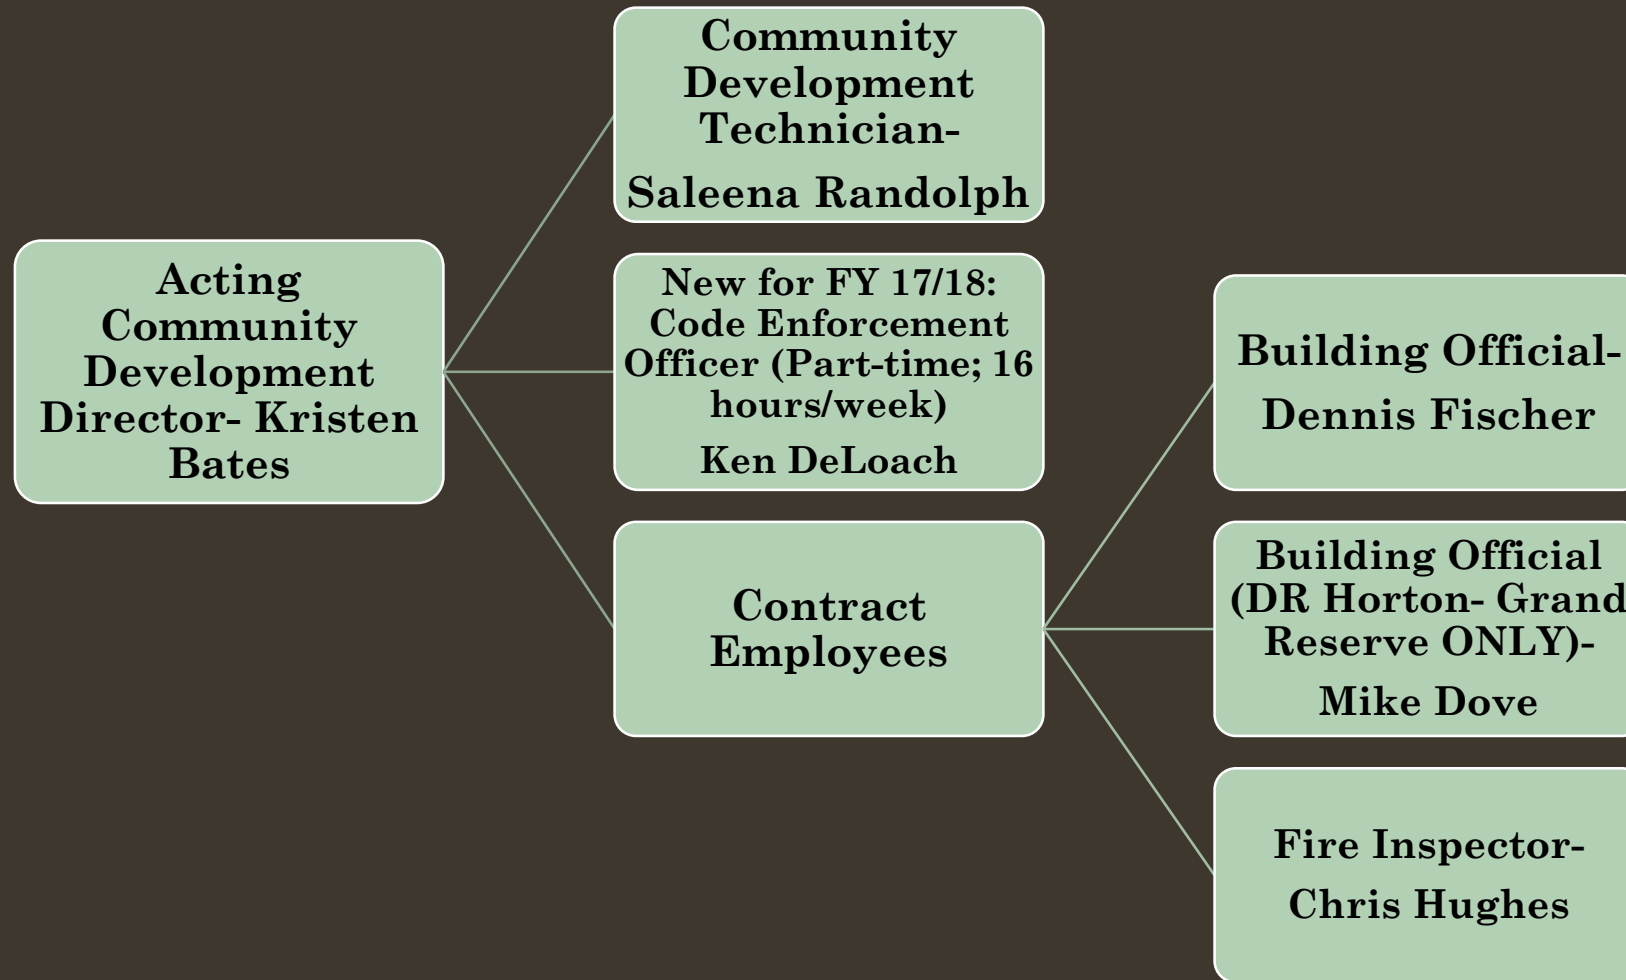 Acting
Community
Development
Director- Kristen
Bates
Community
Development
Technician-
Saleena Randolph
New for FY 17/18:
Code Enforcement
Officer (Part-time; 16
hours/week)
Ken DeLoach
Contract
Employees
Building Official-
Dennis Fischer
Building Official
(DR Horton- Grand
Reserve ONLY)-
Mike Dove
Fire Inspector-
Chris Hughes